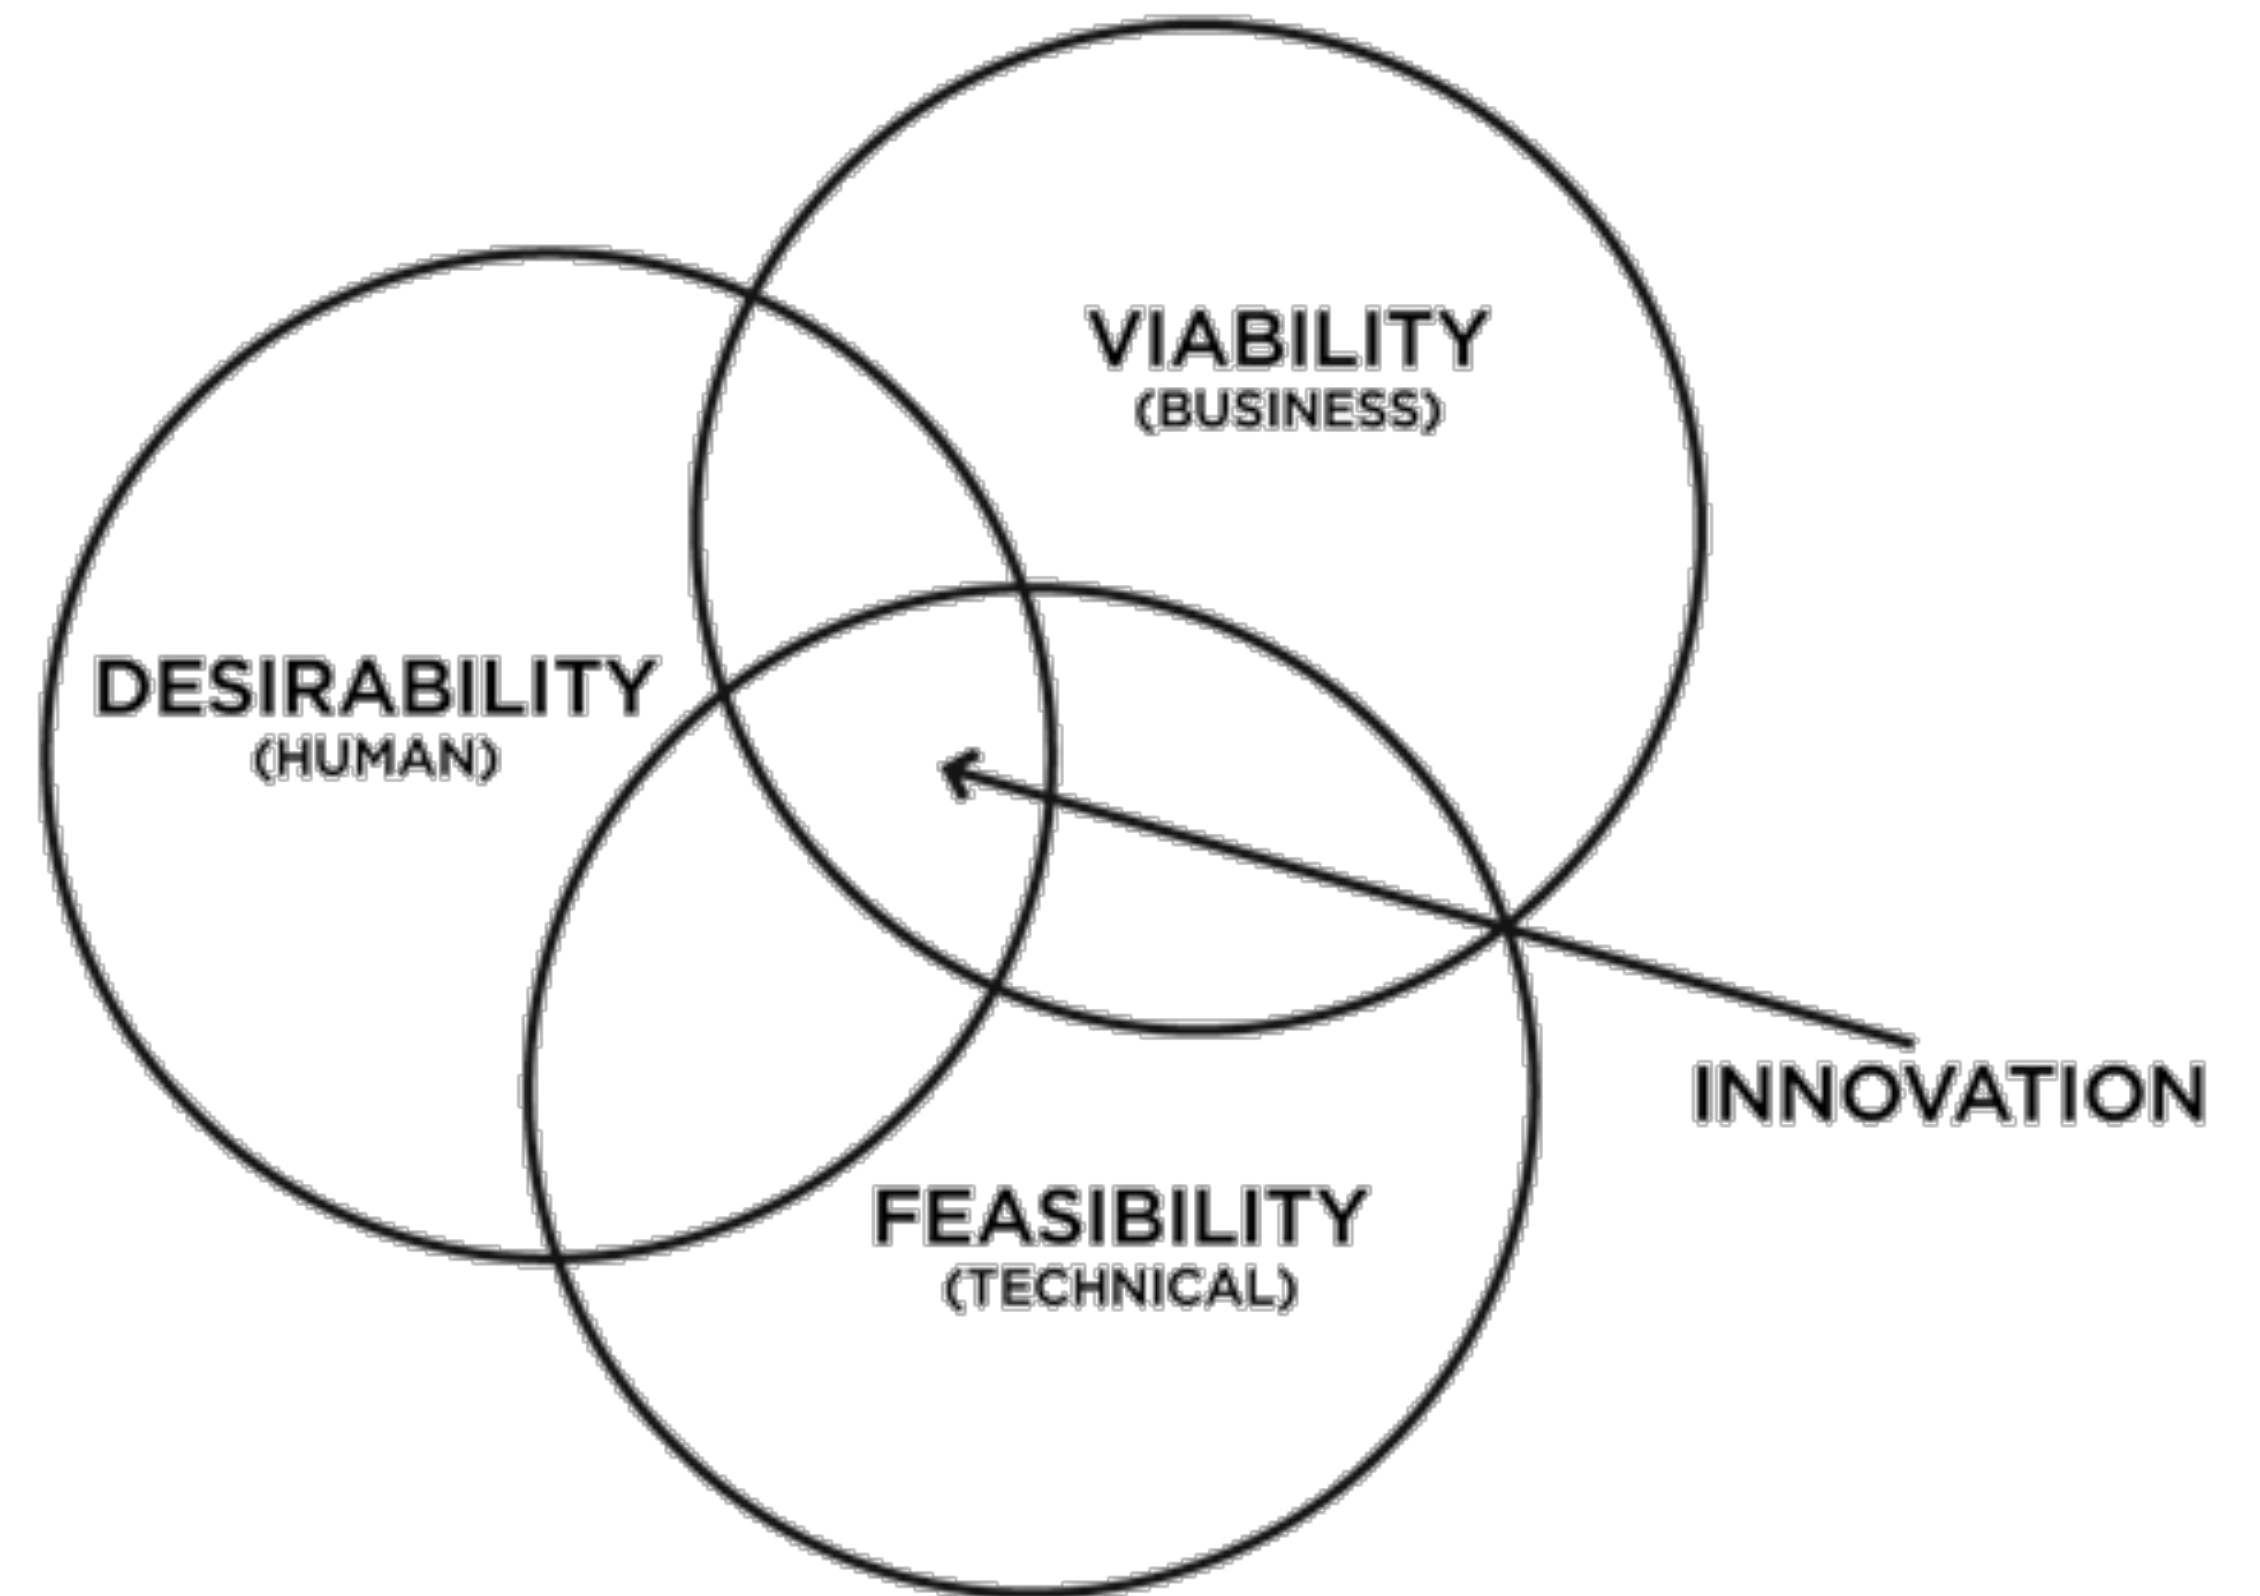 VIABILITY
(BUSINESS)
DESIRABILITY
(HUMAN)
INNOVATION
FEASIBILITY
(TECHNICAL)